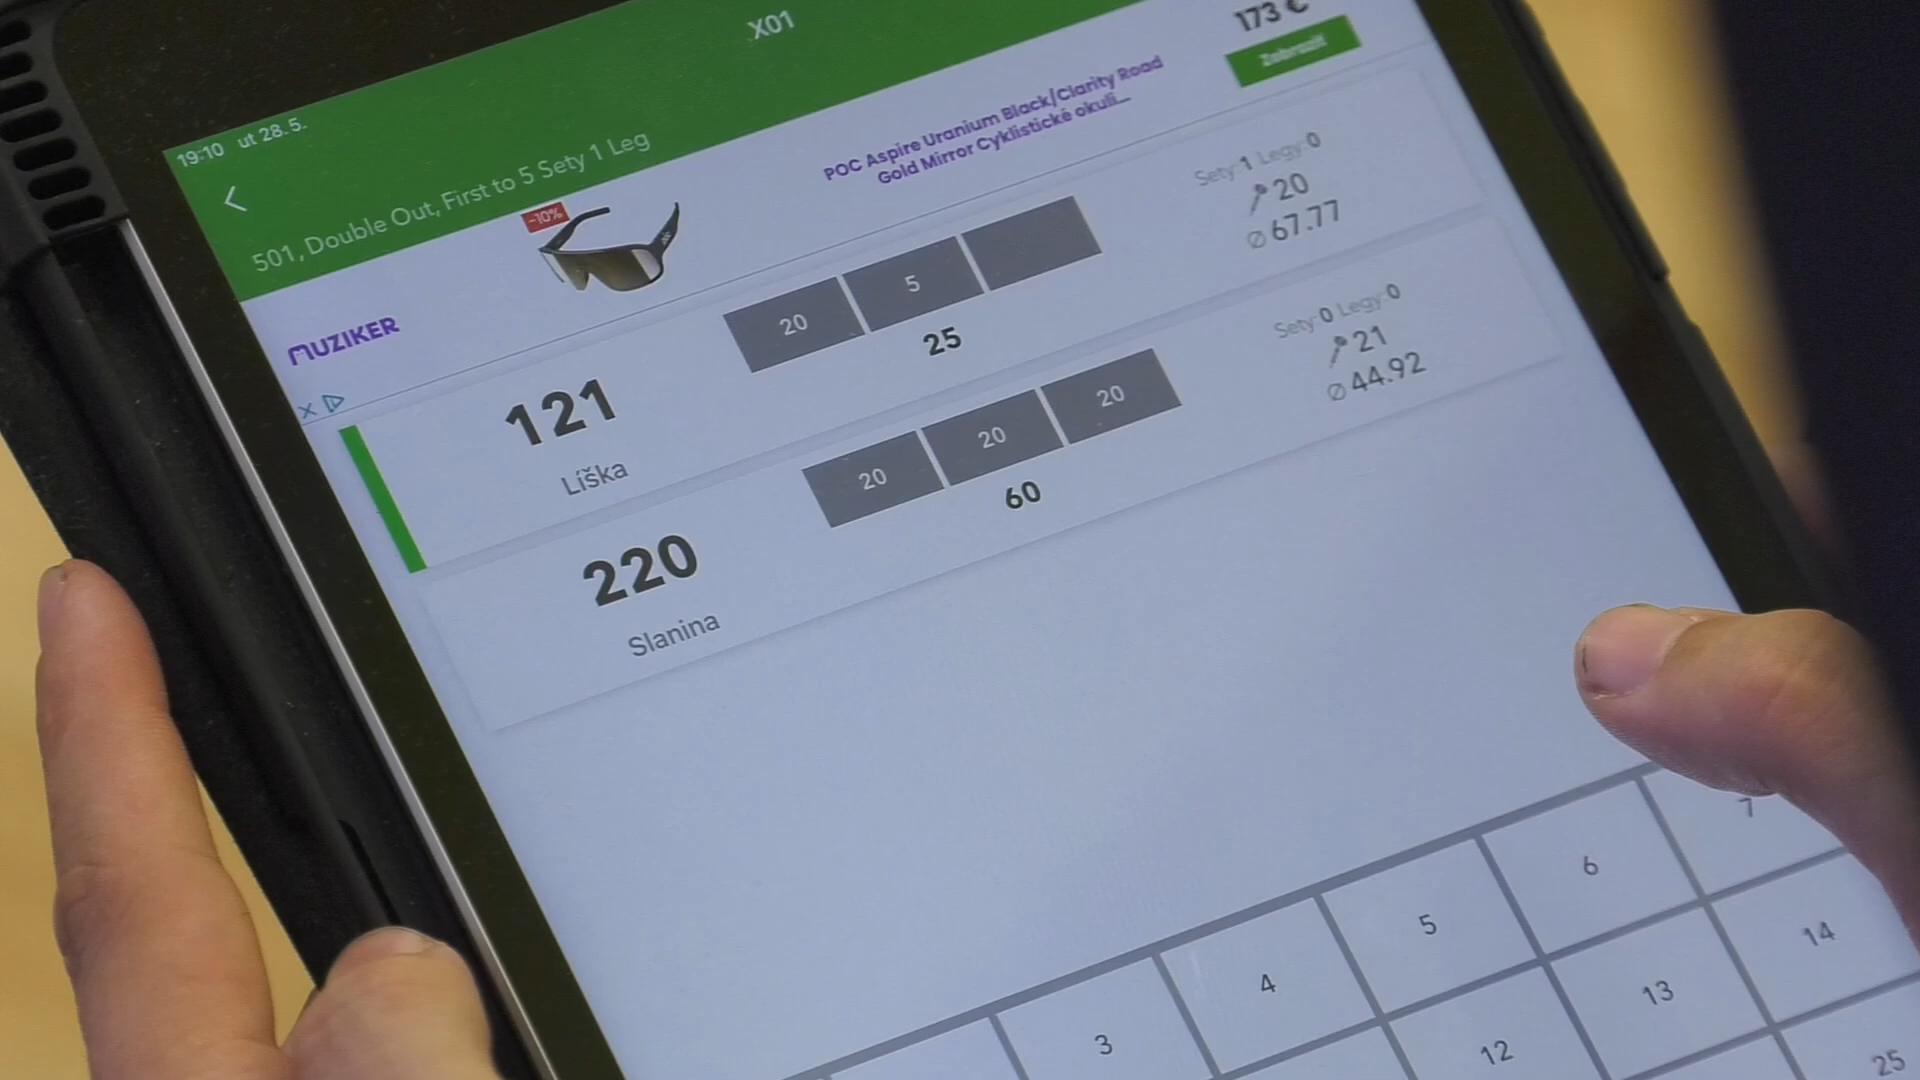 19:10 ut 28.5.
X01
501, Double Out, First to 5 Sety 1 Leg
-10%
MUZIKER
POC Aspire Uranium Black/Clarity Road
Gold Mirror Cyklistické okuli...
173 €
Zobraziť
121
Líška
20 5
25
Sety:1 Legy:0
20
Ø 67.77
220
Slanina
20 20 20
60
Sety:0 Legy:0
21
Ø 44.92
3 4 5 6 7
12 13 14
25